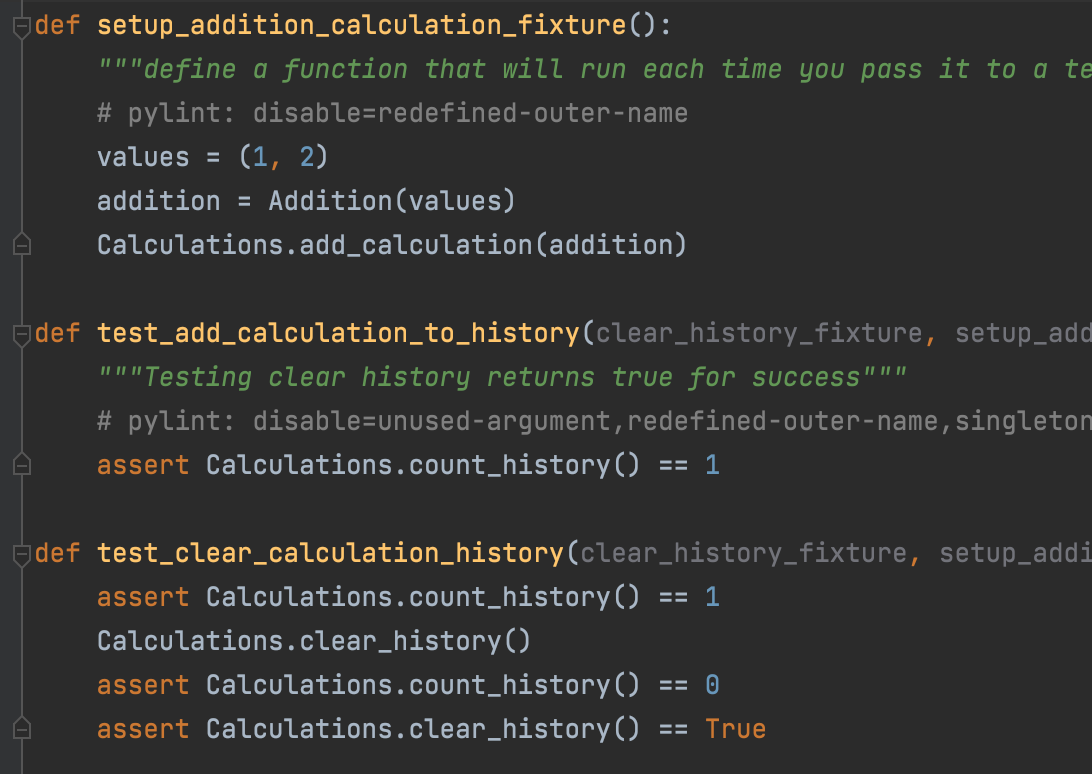 def setup_addition_calculation_fixture():
"""define a function that will run each time you pass it to a te
# pylint: disable=redefined-outer-name
values = (1, 2)
addition = Addition(values)
Calculations.add_calculation(addition)
def test_add_calculation_to_history(clear_history_fixture, setup_add
"""Testing clear history returns true for success"""
# pylint: disable=unused-argument,redefined-outer-name,singleton
assert Calculations.count_history() == 1
def test_clear_calculation_history(clear_history_fixture, setup_addi
assert Calculations.count_history() == 1
Calculations.clear_history()
assert Calculations.count_history() == 0
assert Calculations.clear_history() == True